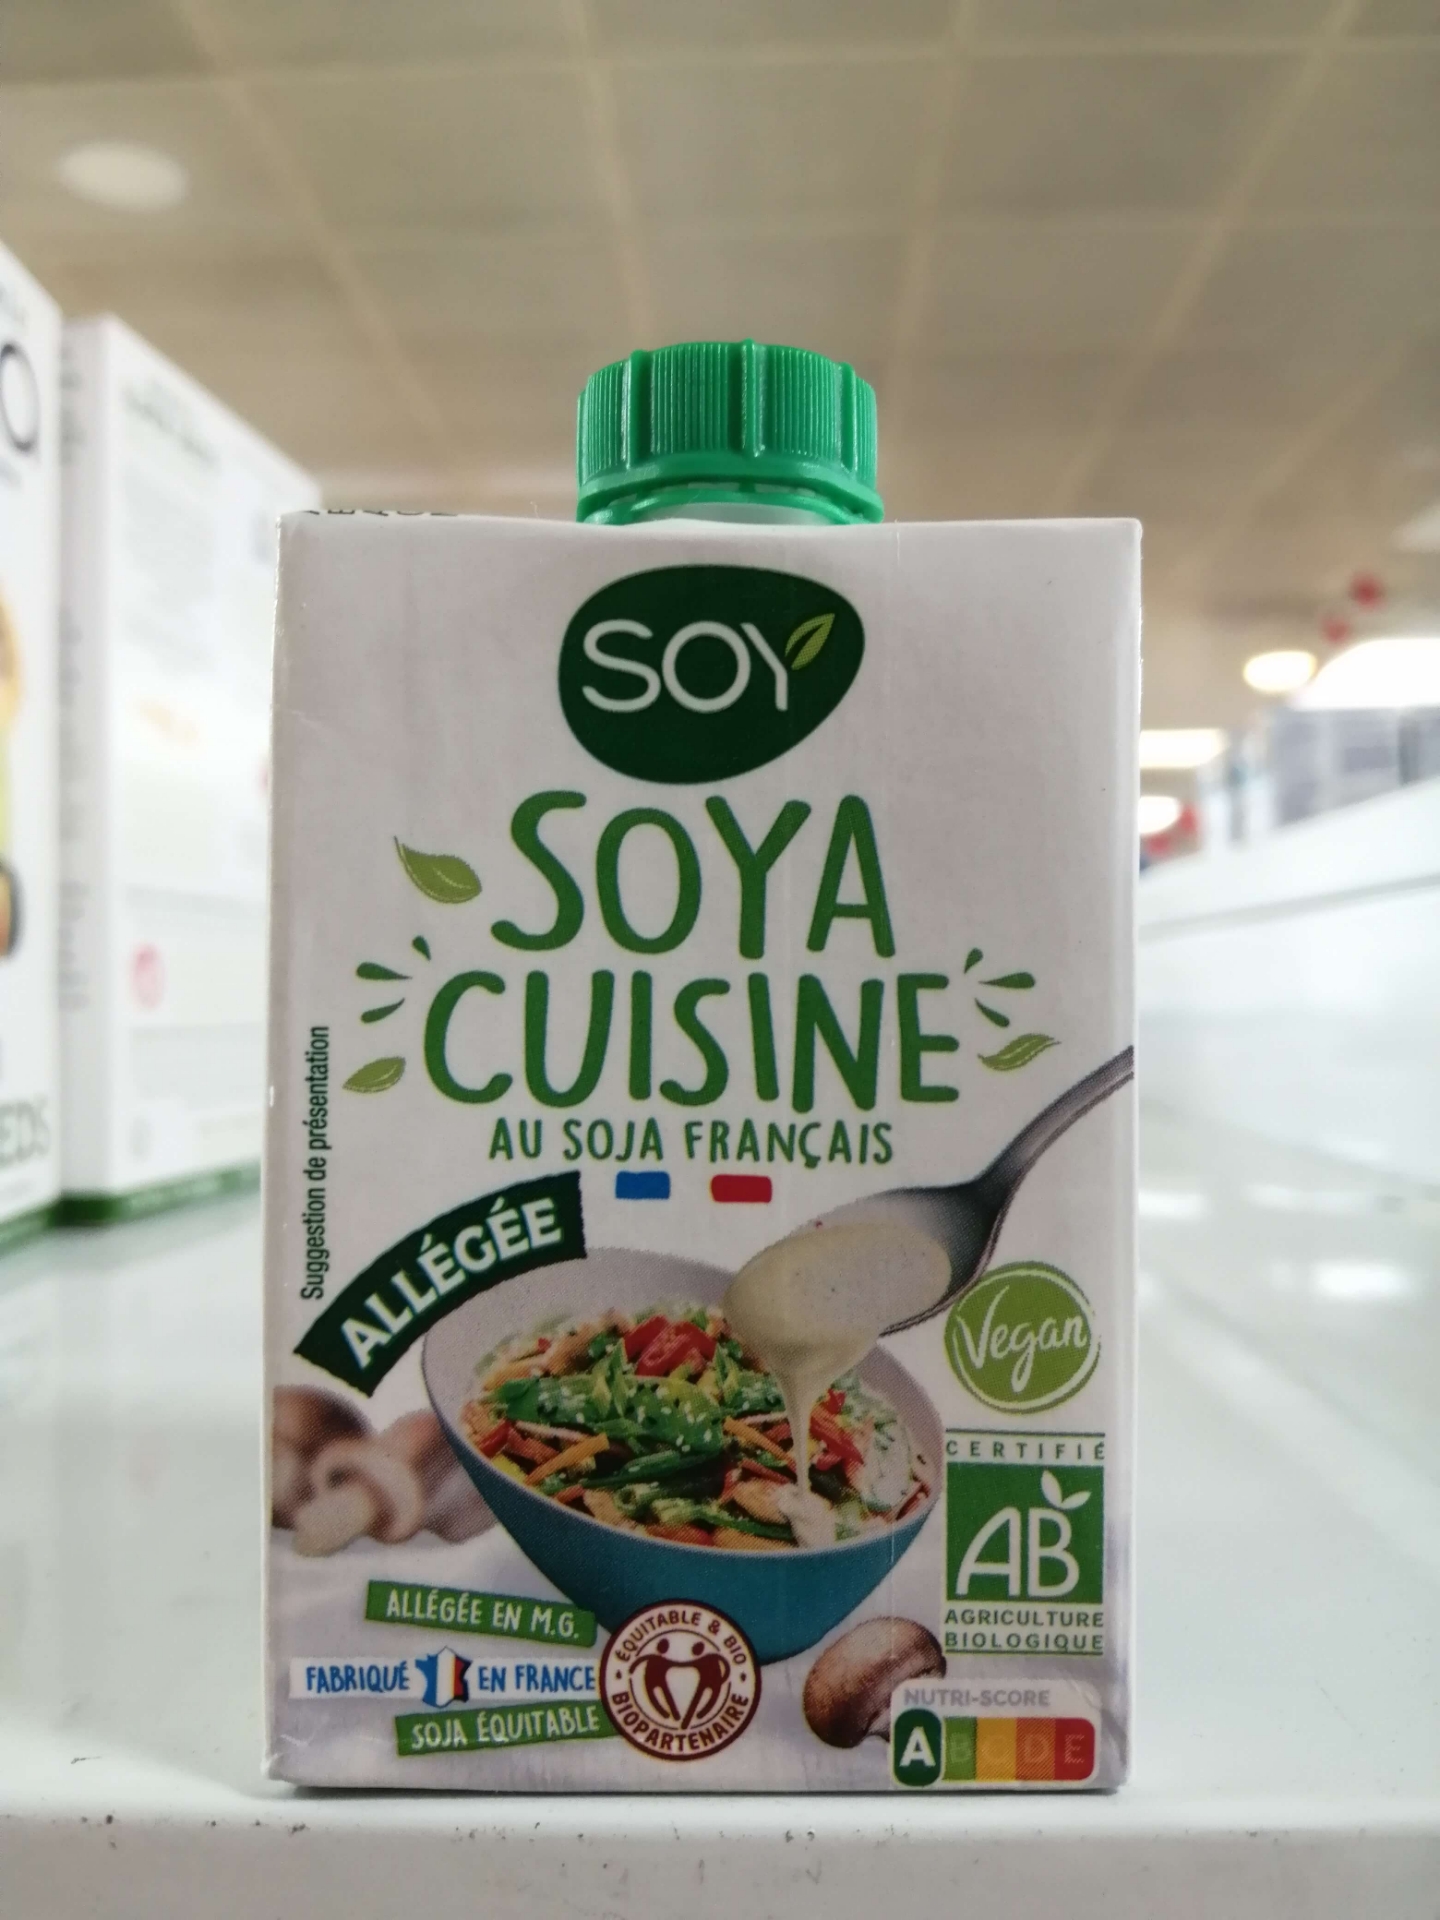 SOY
SOYA
CUISINE
AU SOJA FRANÇAIS
Suggestion de présentation
ALLÉGÉE
Vegan
CERTIFIÉ
AB
AGRICULTURE
BIOLOGIQUE
ALLÉGÉE EN M.G.
FABRIQUÉ EN FRANCE
SOJA ÉQUITABLE
ÉQUITABLE & BIO
BIOPARTENAIRE
NUTRI-SCORE
A B C D E